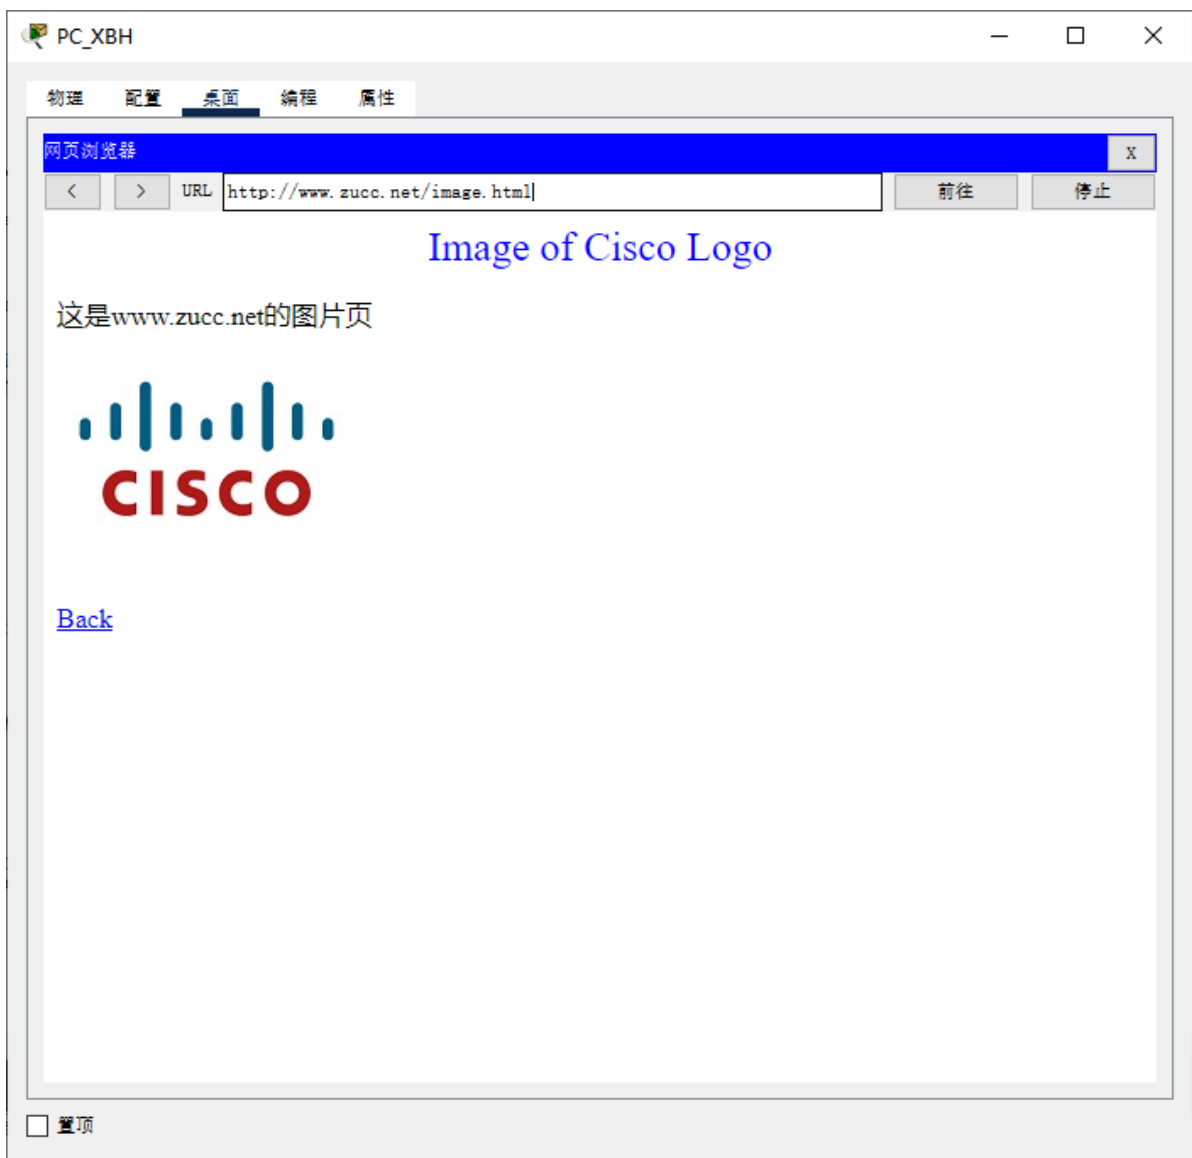 PC_XBH
物理 配置 桌面 编程 属性
网页浏览器 X
< > URL http://www.zucc.net/image.html 前往 停止
Image of Cisco Logo
这是www.zucc.net的图片页
CISCO
Back
置顶